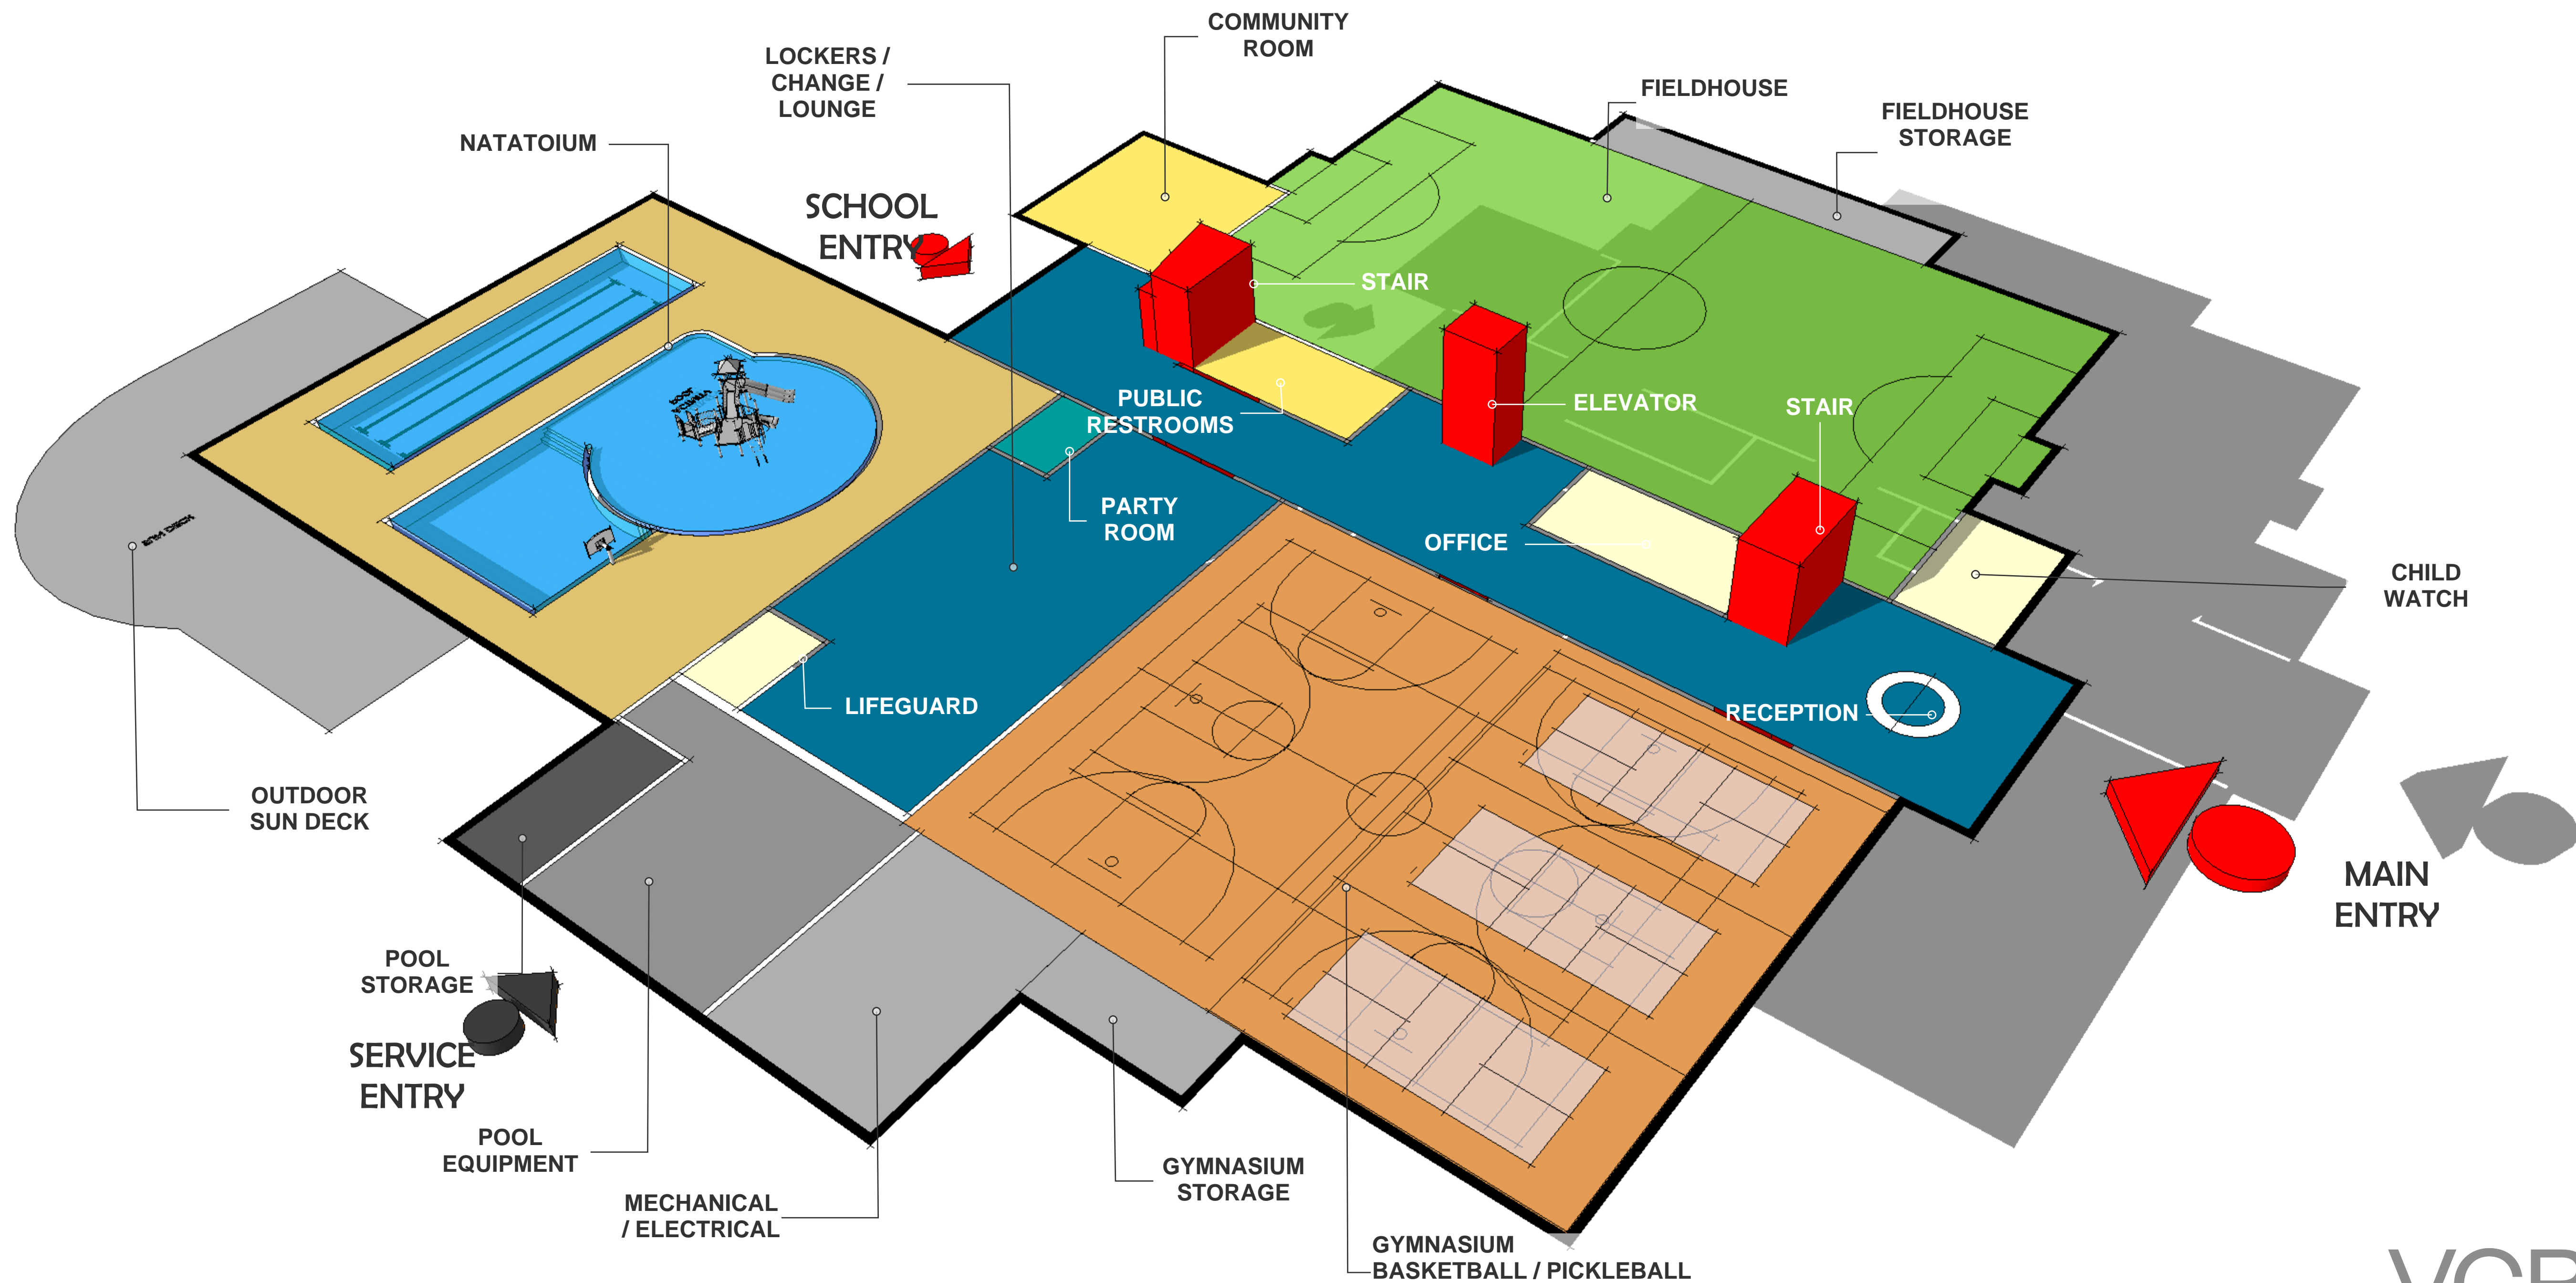 COMMUNITY
ROOM
LOCKERS /
CHANGE /
LOUNGE
FIELDHOUSE
FIELDHOUSE
STORAGE
NATATOIUM
SCHOOL
ENTRY
STAIR
PUBLIC
RESTROOMS
ELEVATOR
STAIR
PARTY
ROOM
OFFICE
CHILD
WATCH
LIFEGUARD
RECEPTION
SUN DECK
OUTDOOR
SUN DECK
MAIN
ENTRY
POOL
STORAGE
SERVICE
ENTRY
POOL
EQUIPMENT
GYMNASIUM
STORAGE
MECHANICAL
/ ELECTRICAL
GYMNASIUM
BASKETBALL / PICKLEBALL